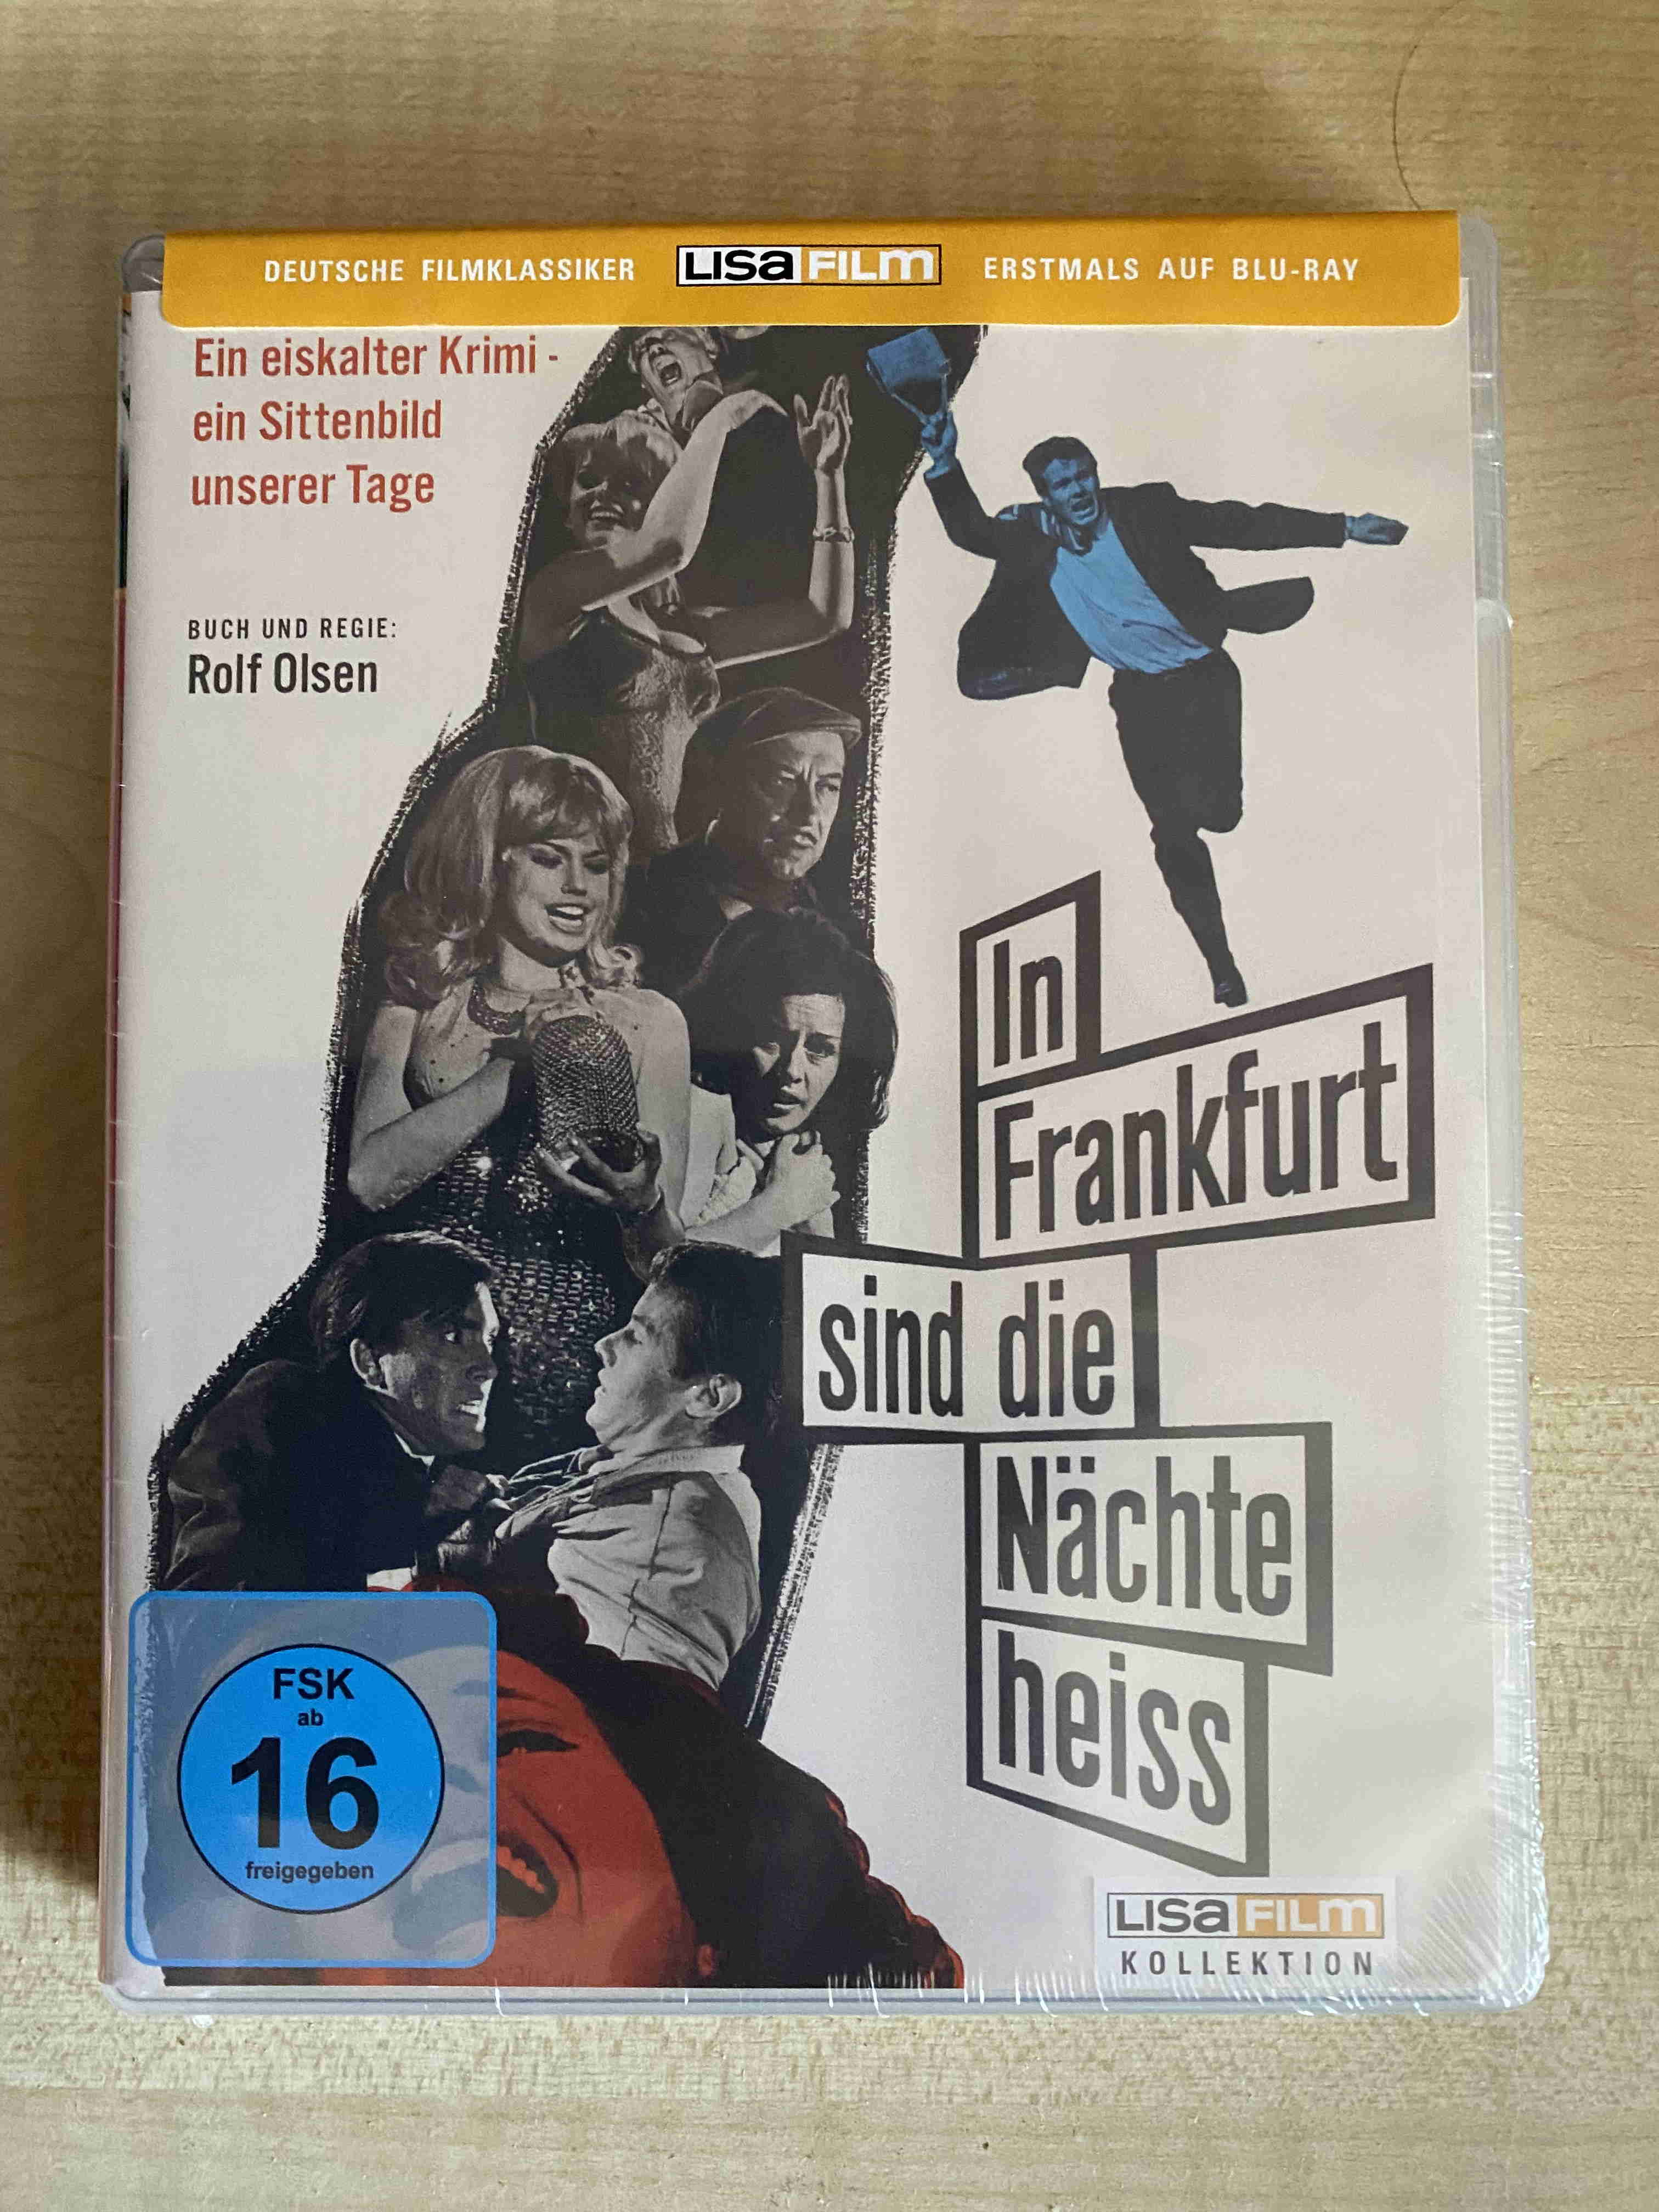 DEUTSCHE FILMKLASSIKER LISA FILM ERSTMALS AUF BLU-RAY
Ein eiskalter Krimi -
ein Sittenbild
unserer Tage
BUCH UND REGIE:
Rolf Olsen
In
Frankfurt
sind die
Nächte
heiss
FSK
ab
16
freigegeben
LISA FILM
KOLLEKTION